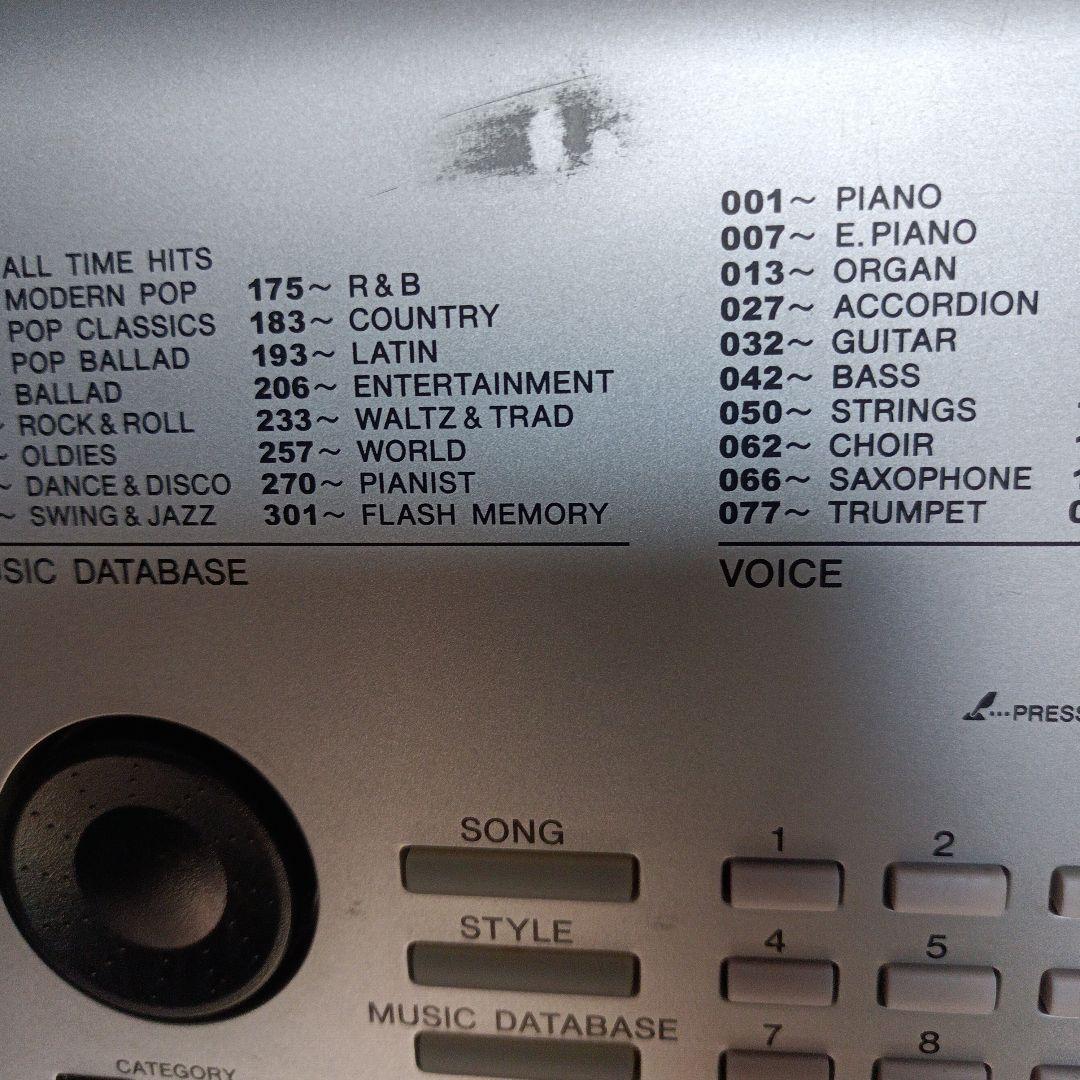 ALL TIME HITS
MODERN POP
POP CLASSICS
POP BALLAD
BALLAD
~ ROCK & ROLL
~ OLDIES
~ DANCE & DISCO
~ SWING & JAZZ
175~ R & B
183~ COUNTRY
193~ LATIN
206~ ENTERTAINMENT
233~ WALTZ & TRAD
257~ WORLD
270~ PIANIST
301~ FLASH MEMORY
DATABASE
001~ PIANO
007~ E.PIANO
013~ ORGAN
027~ ACCORDION
032~ GUITAR
042~ BASS
050~ STRINGS
062~ CHOIR
066~ SAXOPHONE
077~ TRUMPET
VOICE
...PRESS
SONG
STYLE
MUSIC DATABASE
CATEGORY
1 2
4 5
7 8